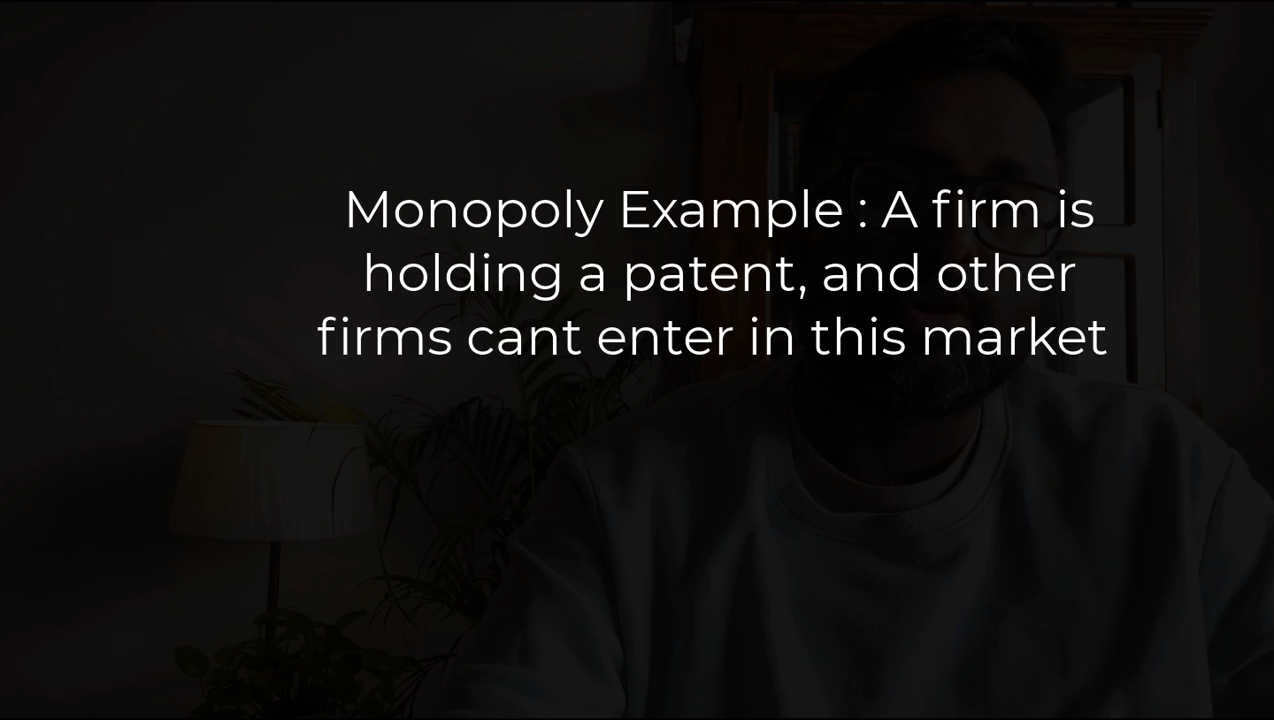 Monopoly Example : A firm is
holding a patent, and other
firms cant enter in this market